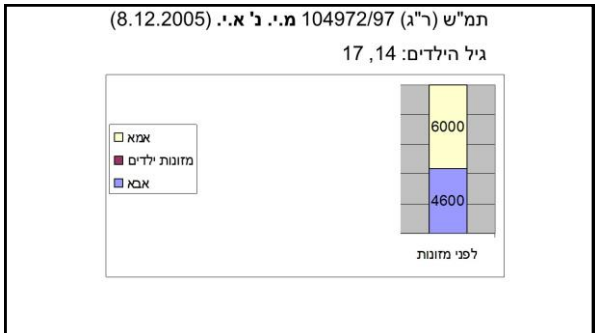 תמ"ש (ר"ג) 104972/97 מ.י. נ' א.י. (8.12.2005)
גיל הילדים: 14, 17
6000
4600
לפני מזונות
אמא
מזונות ילדים
אבא